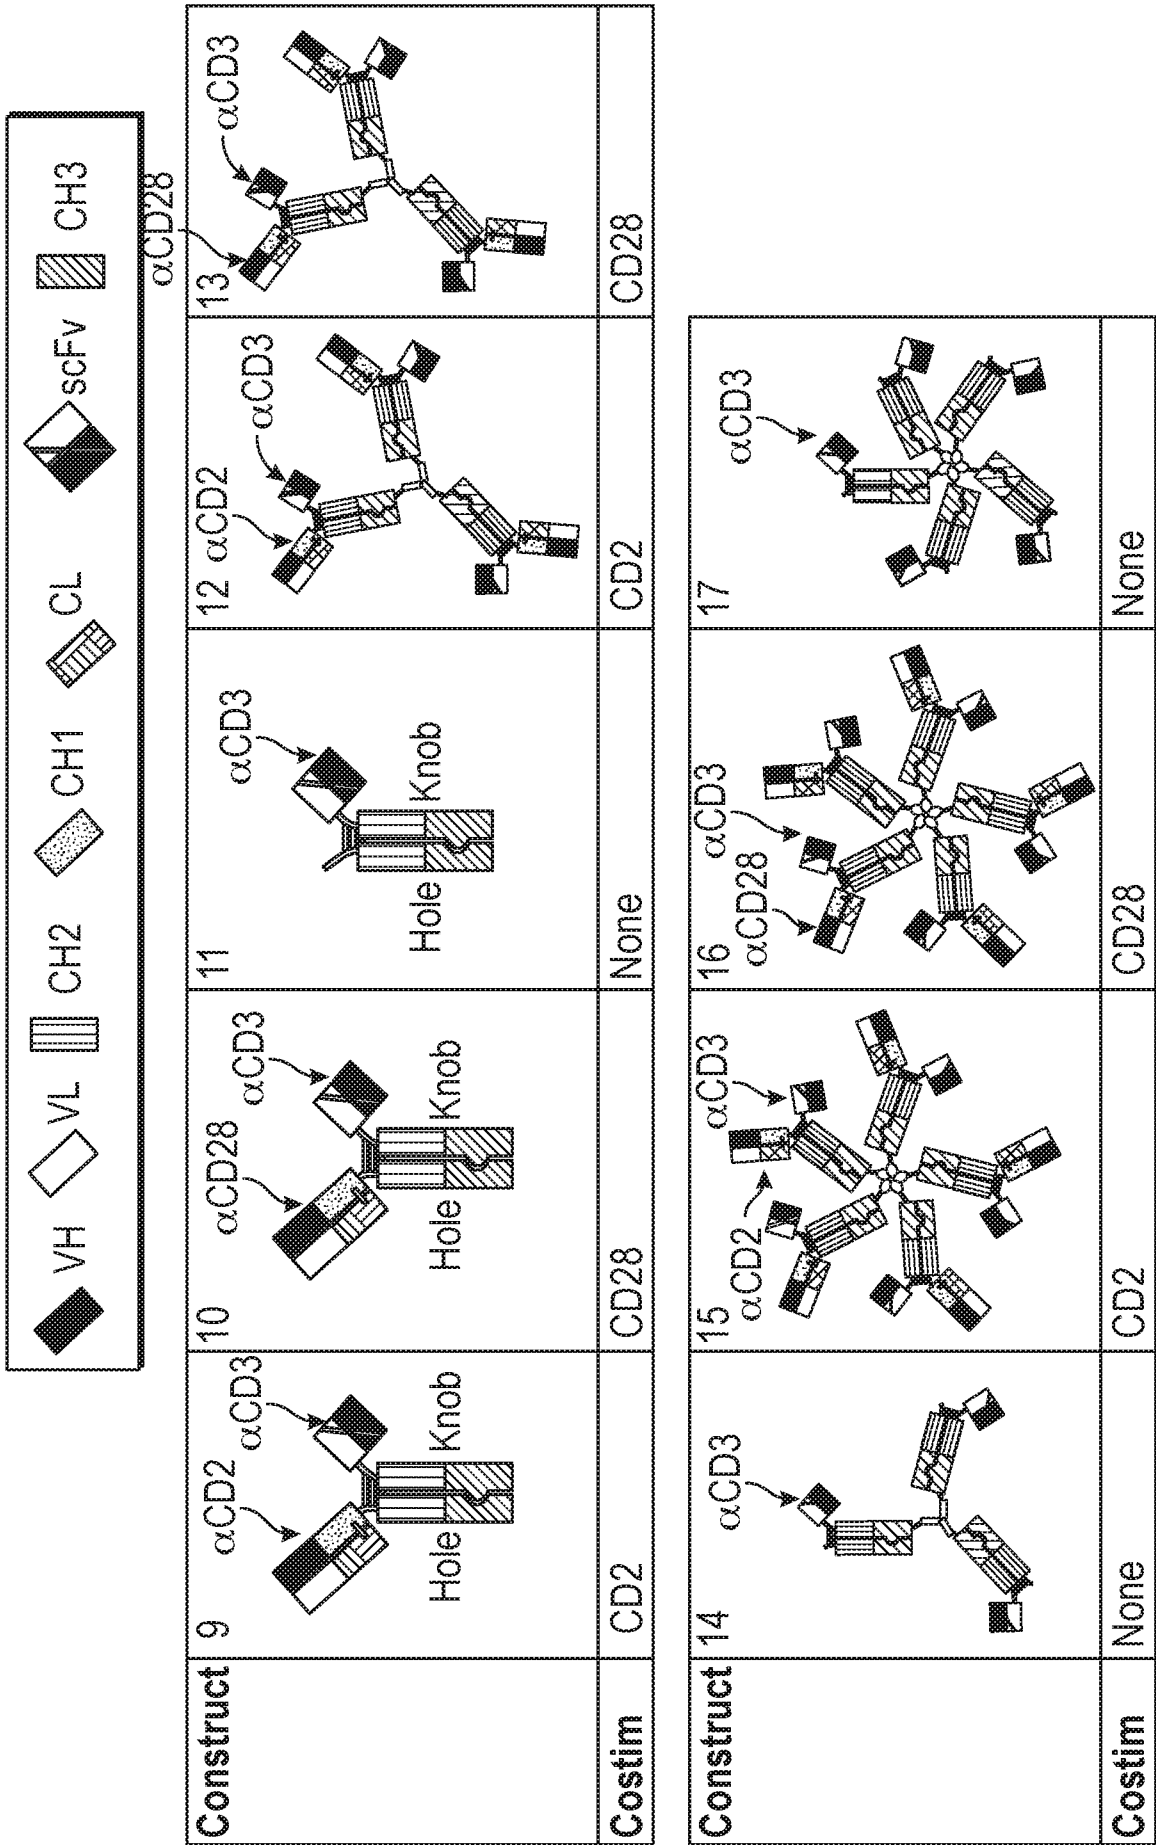 VH VL CH2 CH1 CL scFv CH3
Construct
9
αCD2
αCD3
Hole Knob
10
αCD28
αCD3
Hole Knob
11
αCD3
Hole Knob
12
αCD2
αCD3
13
αCD28
αCD3
Costim
CD2
CD28
None
CD2
CD28
Construct
14
αCD3
15
αCD2
αCD3
16
αCD28
αCD3
17
αCD3
Costim
None
CD2
CD28
None